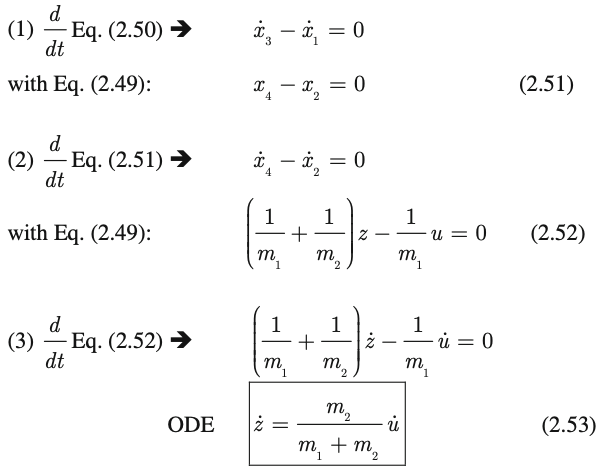 (1) d/dt Eq. (2.50) ➔ ẋ₃ − ẋ₁ = 0
with Eq. (2.49): x₄ − x₂ = 0 (2.51)
(2) d/dt Eq. (2.51) ➔ ẋ₄ − ẋ₂ = 0
with Eq. (2.49): (1/m₁ + 1/m₂) z − 1/m₁ u = 0 (2.52)
(3) d/dt Eq. (2.52) ➔ (1/m₁ + 1/m₂) ż − 1/m₁ u̇ = 0
ODE ż = m₂/(m₁ + m₂) u̇ (2.53)